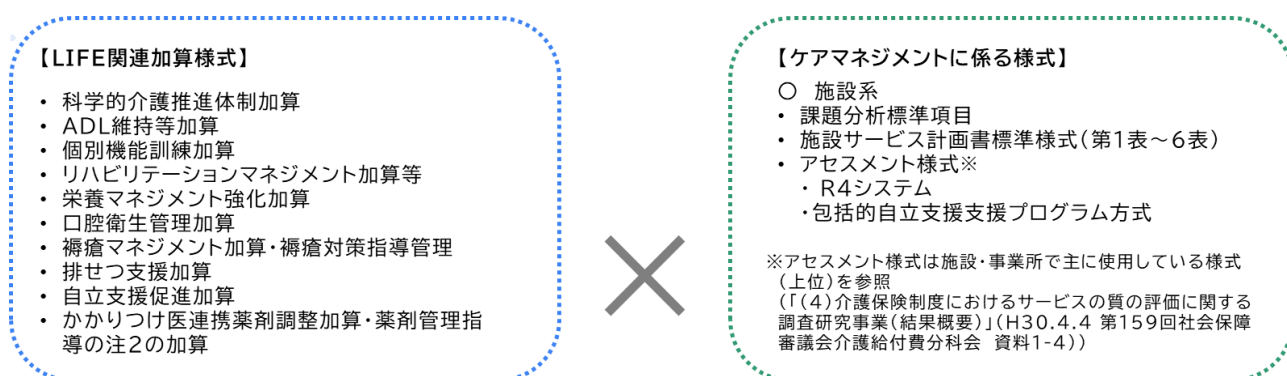 【LIFE関連加算様式】
• 科学的介護推進体制加算
• ADL維持等加算
• 個別機能訓練加算
• リハビリテーションマネジメント加算等
• 栄養マネジメント強化加算
• 口腔衛生管理加算
• 褥瘡マネジメント加算・褥瘡対策指導管理
• 排せつ支援加算
• 自立支援促進加算
• かかりつけ医連携薬剤調整加算・薬剤管理指
導の注2の加算
×
【ケアマネジメントに係る様式】
○ 施設系
• 課題分析標準項目
• 施設サービス計画書標準様式(第1表～6表)
• アセスメント様式※
・ R4システム
・包括的自立支援支援プログラム方式
※アセスメント様式は施設・事業所で主に使用している様式
(上位)を参照
(「(4)介護保険制度におけるサービスの質の評価に関する
調査研究事業(結果概要)」(H30.4.4 第159回社会保障
審議会介護給付費分科会 資料1-4))